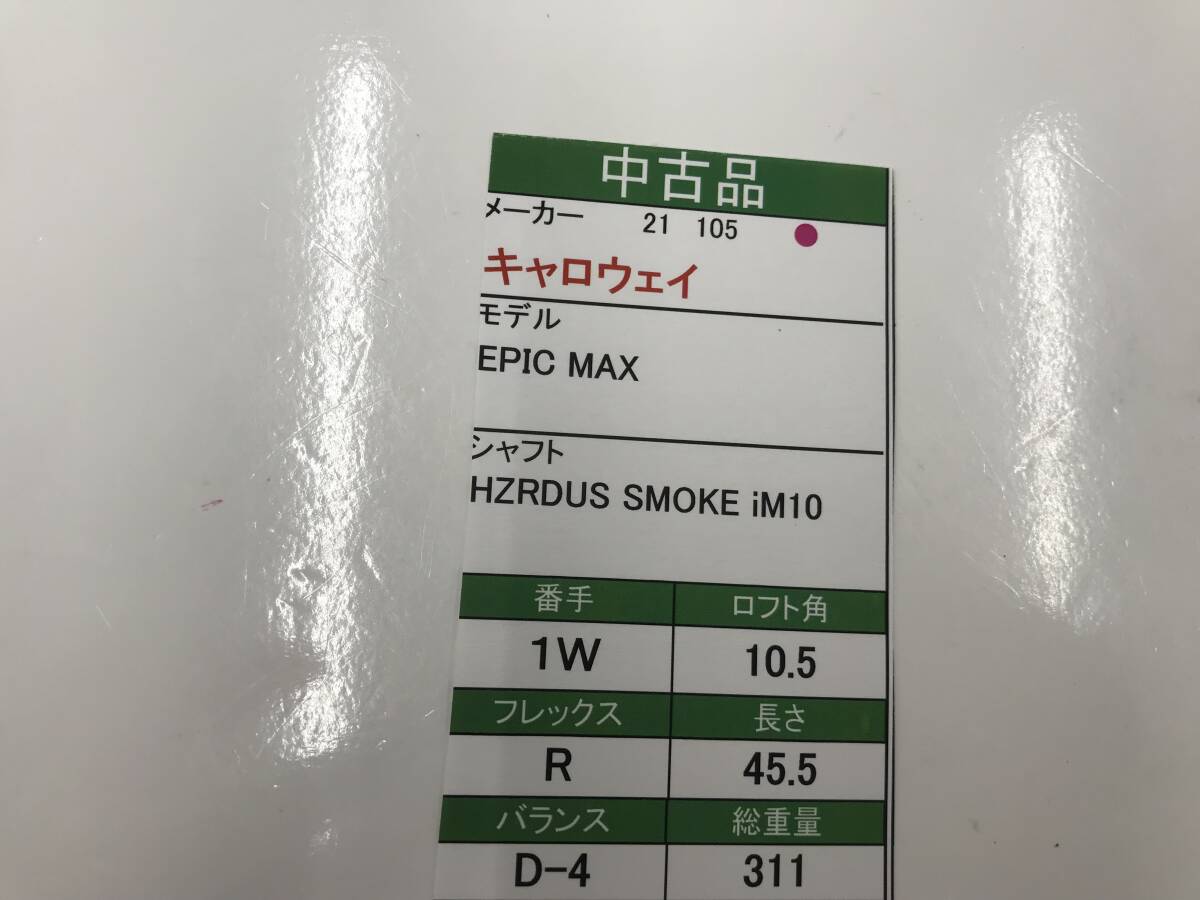 中古品
メーカー 21 105
キャロウェイ
モデル
EPIC MAX
シャフト
HZRDUS SMOKE iM10
番手 ロフト角
1W 10.5
フレックス 長さ
R 45.5
バランス 総重量
D-4 311